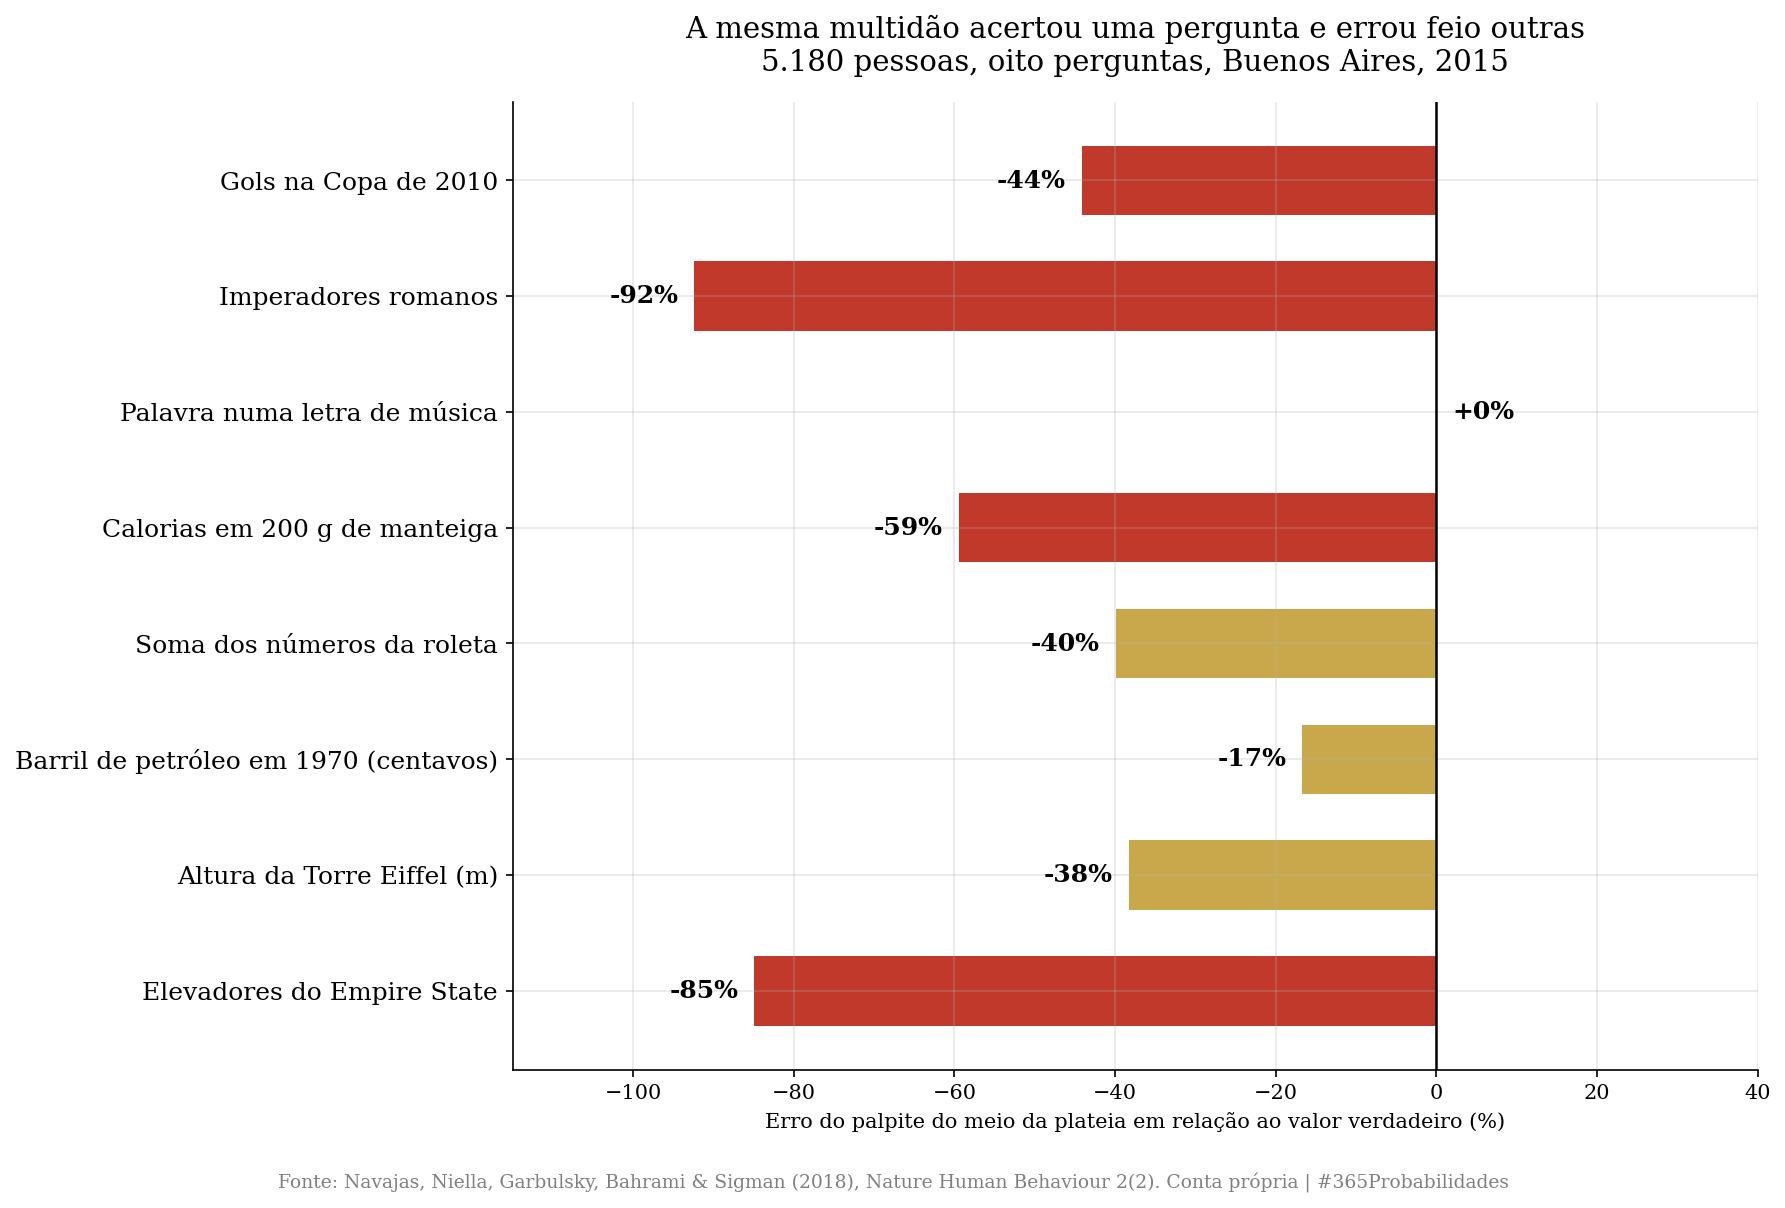 A mesma multidão acertou uma pergunta e errou feio outras
5.180 pessoas, oito perguntas, Buenos Aires, 2015
Gols na Copa de 2010
-44%
Imperadores romanos
-92%
Palavra numa letra de música
+0%
Calorias em 200 g de manteiga
-59%
Soma dos números da roleta
-40%
Barril de petróleo em 1970 (centavos)
-17%
Altura da Torre Eiffel (m)
-38%
Elevadores do Empire State
-85%
−100 −80 −60 −40 −20 0 20 40
Erro do palpite do meio da plateia em relação ao valor verdadeiro (%)
Fonte: Navajas, Niella, Garbulsky, Bahrami & Sigman (2018), Nature Human Behaviour 2(2). Conta própria | #365Probabilidades